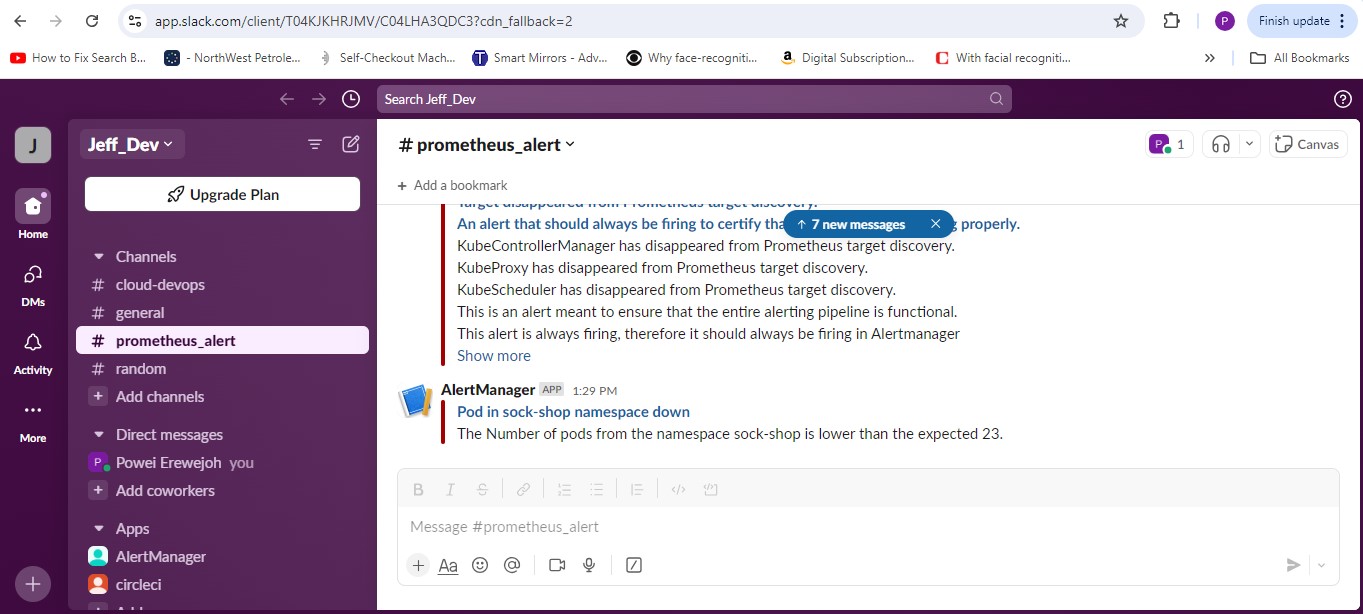 app.slack.com/client/T04KJKHRJMV/C04LHA3QDC3?cdn_fallback=2
P
Finish update
How to Fix Search B...
- NorthWest Petrole...
Self-Checkout Mach...
Smart Mirrors - Adv...
Why face-recogniti...
Digital Subscription...
With facial recogniti...
All Bookmarks
Search Jeff_Dev
J
Home
DMs
Activity
More
Jeff_Dev
Upgrade Plan
Channels
# cloud-devops
# general
# prometheus_alert
# random
+ Add channels
Direct messages
P Powei Erewejoh you
+ Add coworkers
Apps
AlertManager
circleci
# prometheus_alert
P 1
Canvas
+ Add a bookmark
Target disappeared from Prometheus target discovery.
An alert that should always be firing to certify tha
↑ 7 new messages
g properly.
KubeControllerManager has disappeared from Prometheus target discovery.
KubeProxy has disappeared from Prometheus target discovery.
KubeScheduler has disappeared from Prometheus target discovery.
This is an alert meant to ensure that the entire alerting pipeline is functional.
This alert is always firing, therefore it should always be firing in Alertmanager
Show more
AlertManager APP 1:29 PM
Pod in sock-shop namespace down
The Number of pods from the namespace sock-shop is lower than the expected 23.
B I S
Message #prometheus_alert
+ Aa